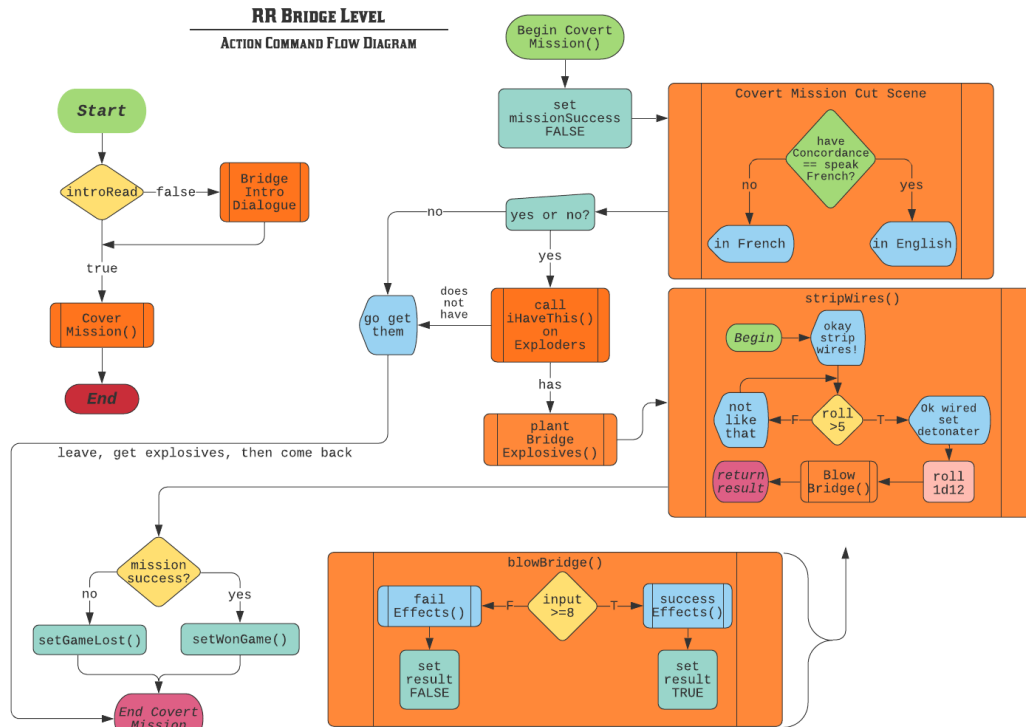 RR BRIDGE LEVEL
ACTION COMMAND FLOW DIAGRAM
Start
introRead
false
Bridge
Intro
Dialogue
true
Cover
Mission()
End
Begin Covert
Mission()
set
missionSuccess
FALSE
Covert Mission Cut Scene
have
Concordance
== speak
French?
no
yes
in French
in English
yes or no?
no
yes
go get
them
does
not
have
call
iHaveThis()
on
Exploders
has
plant
Bridge
Explosives()
leave, get explosives, then come back
stripWires()
Begin
okay
strip
wires!
not
like
that
F
roll
>5
T
Ok wired
set
detonater
return
result
Blow
Bridge()
roll
1d12
mission
success?
no
yes
setGameLost()
setWonGame()
End Covert
Mission
blowBridge()
fail
Effects()
F
input
>=8
T
success
Effects()
set
result
FALSE
set
result
TRUE